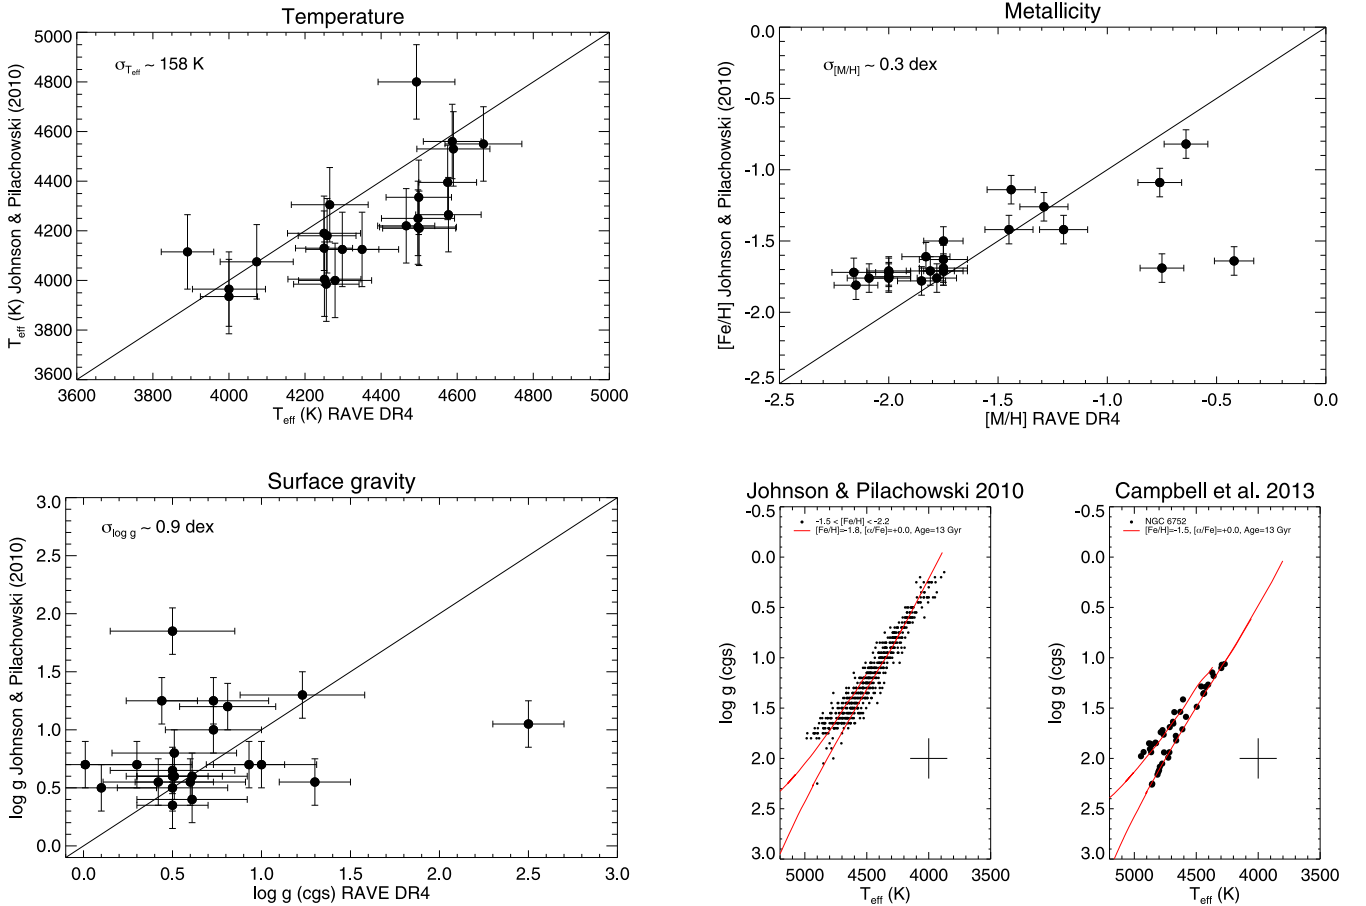 Temperature
σTeff ~ 158 K
5000
4800
4600
4400
4200
4000
3800
3600
3600 3800 4000 4200 4400 4600 4800 5000
Teff (K) RAVE DR4
Teff (K) Johnson & Pilachowski (2010)
Metallicity
σ[M/H] ~ 0.3 dex
0.0
-0.5
-1.0
-1.5
-2.0
-2.5
-2.5 -2.0 -1.5 -1.0 -0.5 0.0
[M/H] RAVE DR4
[Fe/H] Johnson & Pilachowski (2010)
Surface gravity
σlog g ~ 0.9 dex
3.0
2.5
2.0
1.5
1.0
0.5
0.0
0.0 0.5 1.0 1.5 2.0 2.5 3.0
log g (cgs) RAVE DR4
log g Johnson & Pilachowski (2010)
Johnson & Pilachowski 2010
-1.5 < [Fe/H] < -2.2
[Fe/H]=-1.8, [α/Fe]=+0.0, Age=13 Gyr
-0.5
0.0
0.5
1.0
1.5
2.0
2.5
3.0
5000 4500 4000 3500
Teff (K)
log g (cgs)
Campbell et al. 2013
NGC 6752
[Fe/H]=-1.5, [α/Fe]=+0.0, Age=13 Gyr
-0.5
0.0
0.5
1.0
1.5
2.0
2.5
3.0
5000 4500 4000 3500
Teff (K)
log g (cgs)